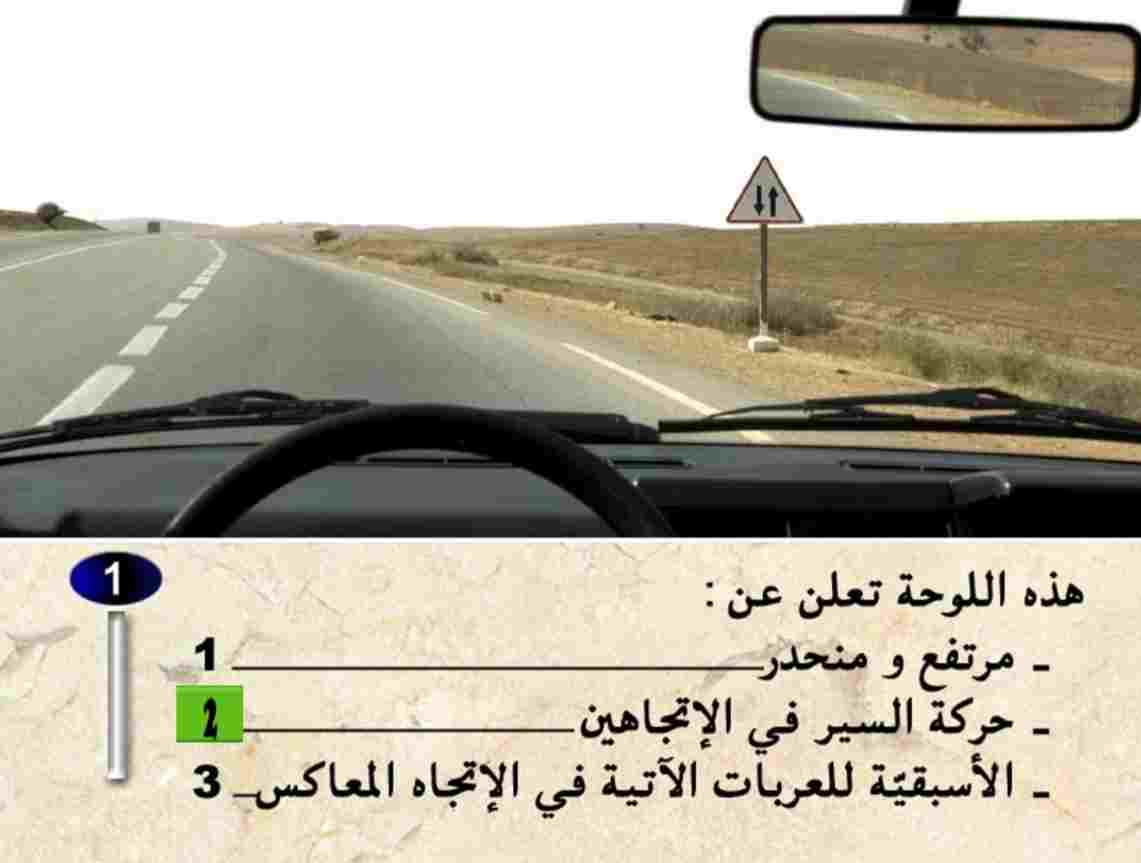 1
هذه اللوحة تعلن عن :
ـ مرتفع و منحدر ـ 1
ـ حركة السير في الإتجاهين ـ 2
ـ الأسبقيّة للعربات الآتية في الإتجاه المعاكس ـ 3